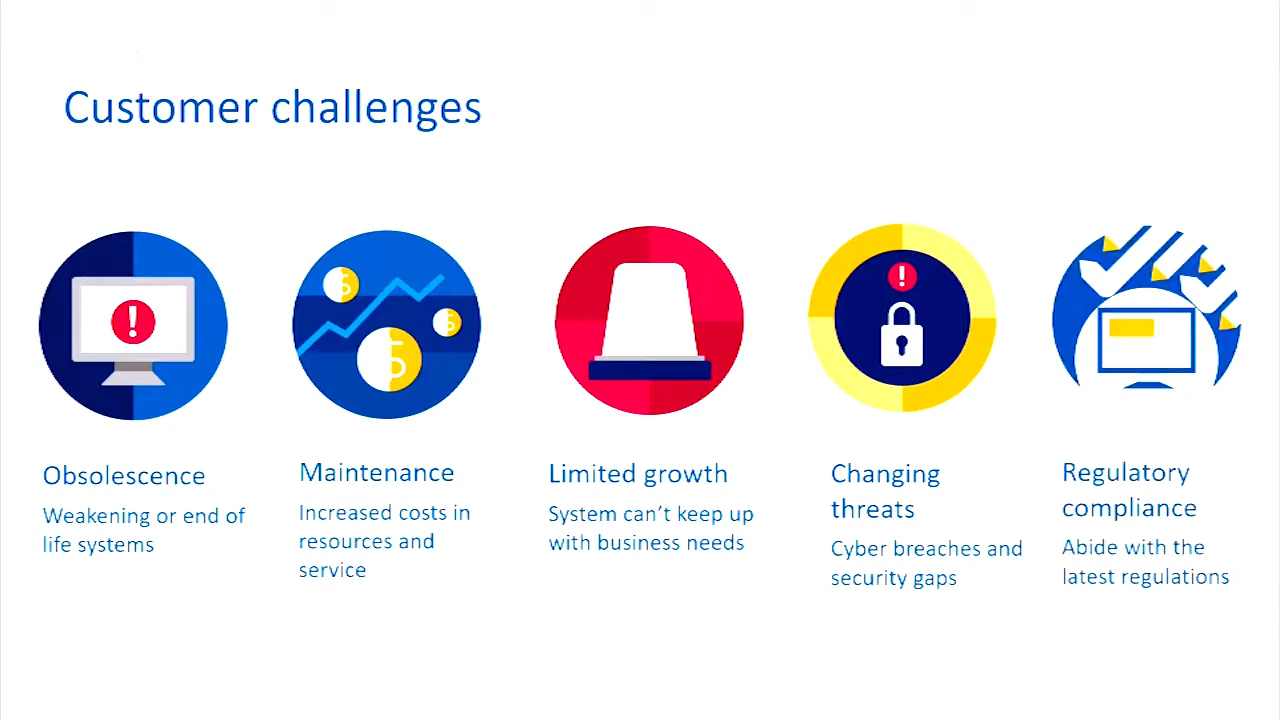 Customer challenges
Obsolescence
Weakening or end of
life systems
Maintenance
Increased costs in
resources and
service
Limited growth
System can’t keep up
with business needs
Changing
threats
Cyber breaches and
security gaps
Regulatory
compliance
Abide with the
latest regulations